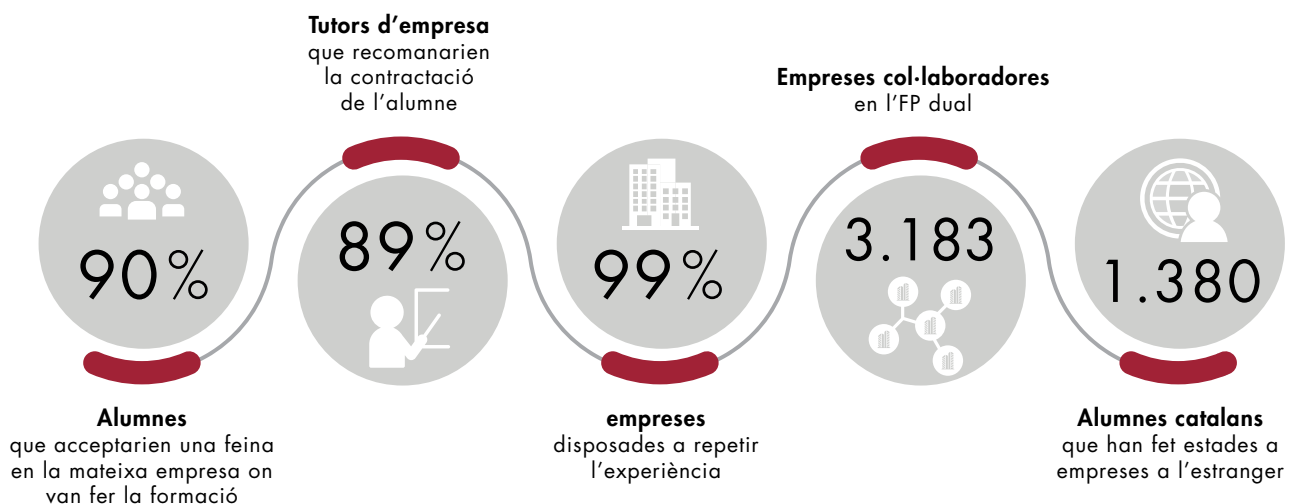 90%
Alumnes
que acceptarien una feina
en la mateixa empresa on
van fer la formació
Tutors d’empresa
que recomanarien
la contractació
de l’alumne
89%
99%
empreses
disposades a repetir
l’experiència
Empreses col·laboradores
en l’FP dual
3.183
1.380
Alumnes catalans
que han fet estades a
empreses a l’estranger